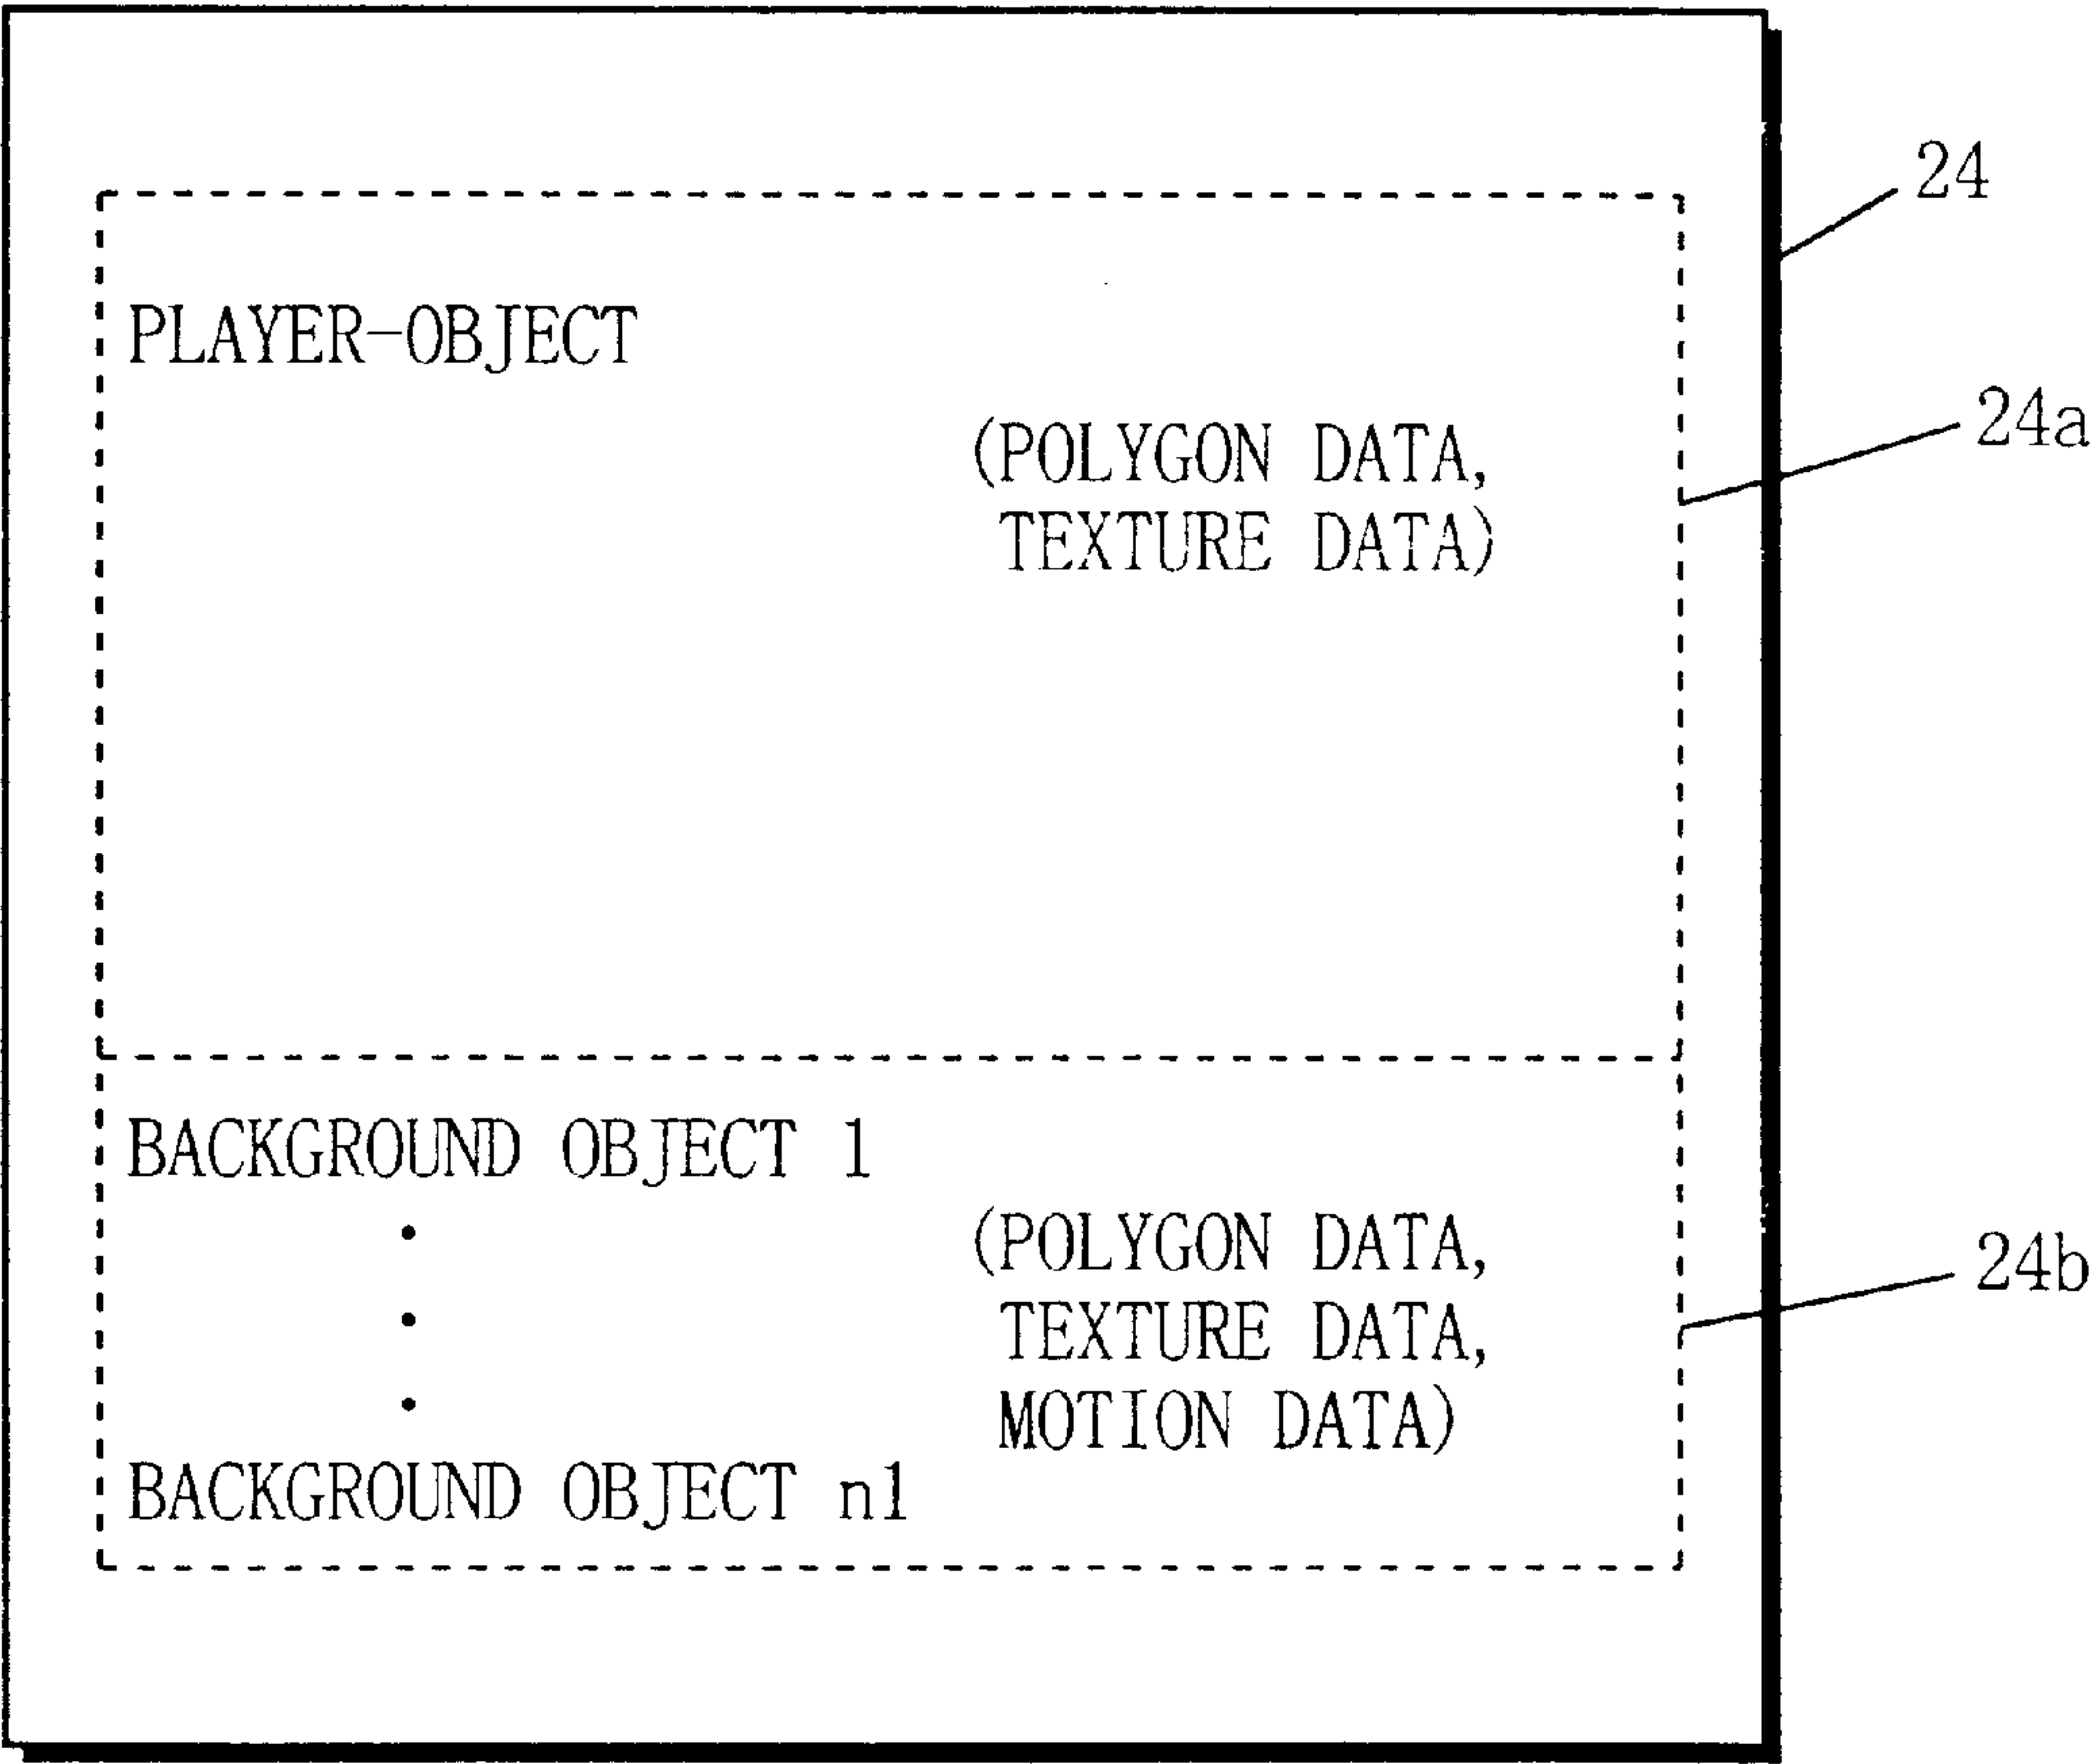 24
PLAYER-OBJECT
24a
(POLYGON DATA,
TEXTURE DATA)
BACKGROUND OBJECT 1
(POLYGON DATA,
24b
TEXTURE DATA,
MOTION DATA)
BACKGROUND OBJECT n1